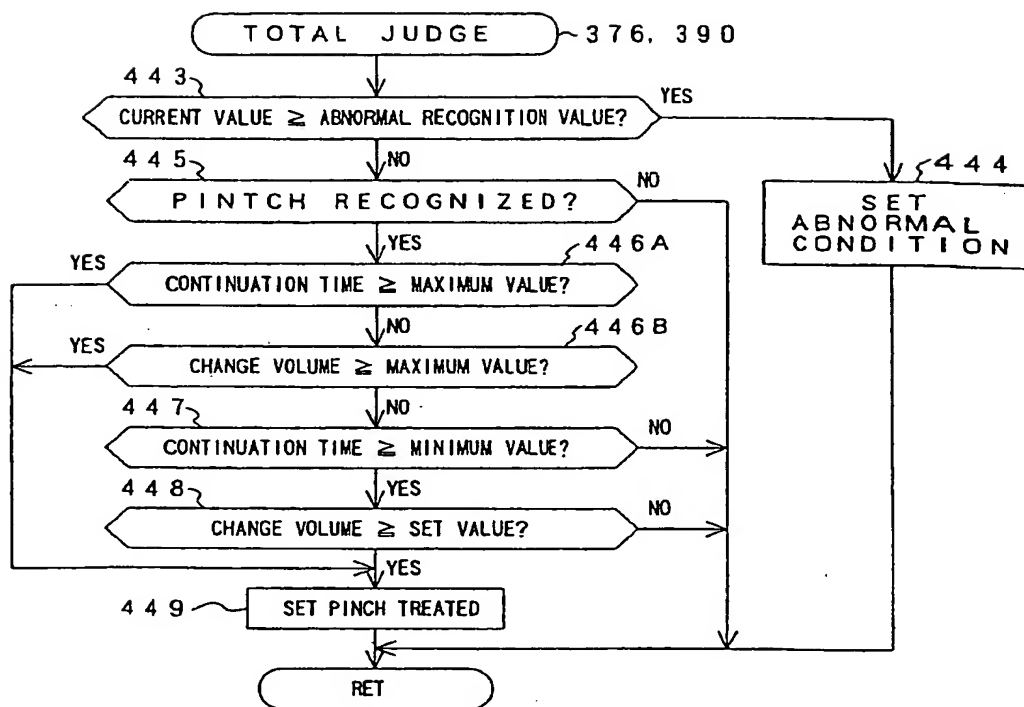 TOTAL JUDGE
376, 390
443
CURRENT VALUE ≧ ABNORMAL RECOGNITION VALUE?
YES
NO
445
PINTCH RECOGNIZED?
NO
444
SET
ABNORMAL
CONDITION
YES
446A
YES
CONTINUATION TIME ≧ MAXIMUM VALUE?
NO
446B
YES
CHANGE VOLUME ≧ MAXIMUM VALUE?
NO
447
CONTINUATION TIME ≧ MINIMUM VALUE?
NO
YES
448
CHANGE VOLUME ≧ SET VALUE?
NO
YES
449
SET PINCH TREATED
RET